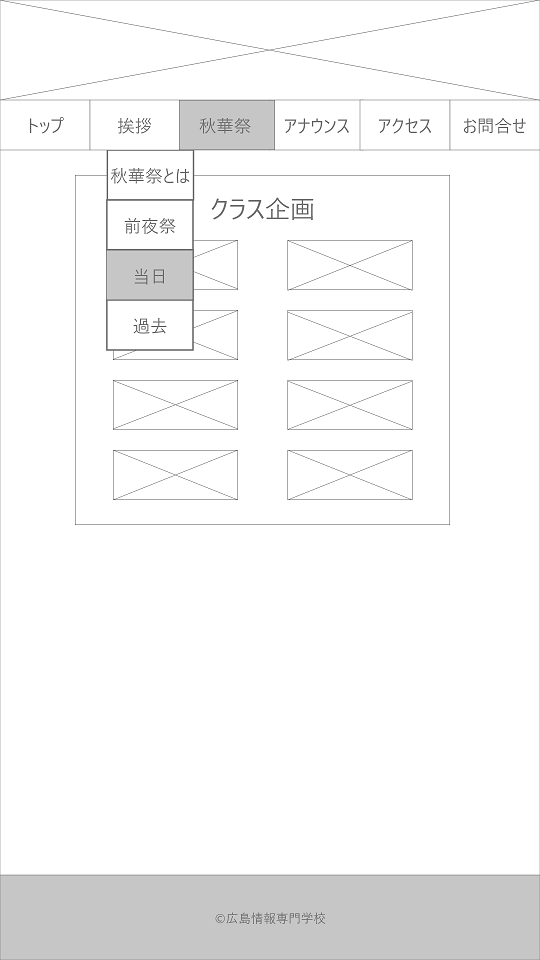 トップ
挨拶
秋華祭
アナウンス
アクセス
お問合せ
秋華祭とは
前夜祭
当日
過去
クラス企画
©広島情報専門学校